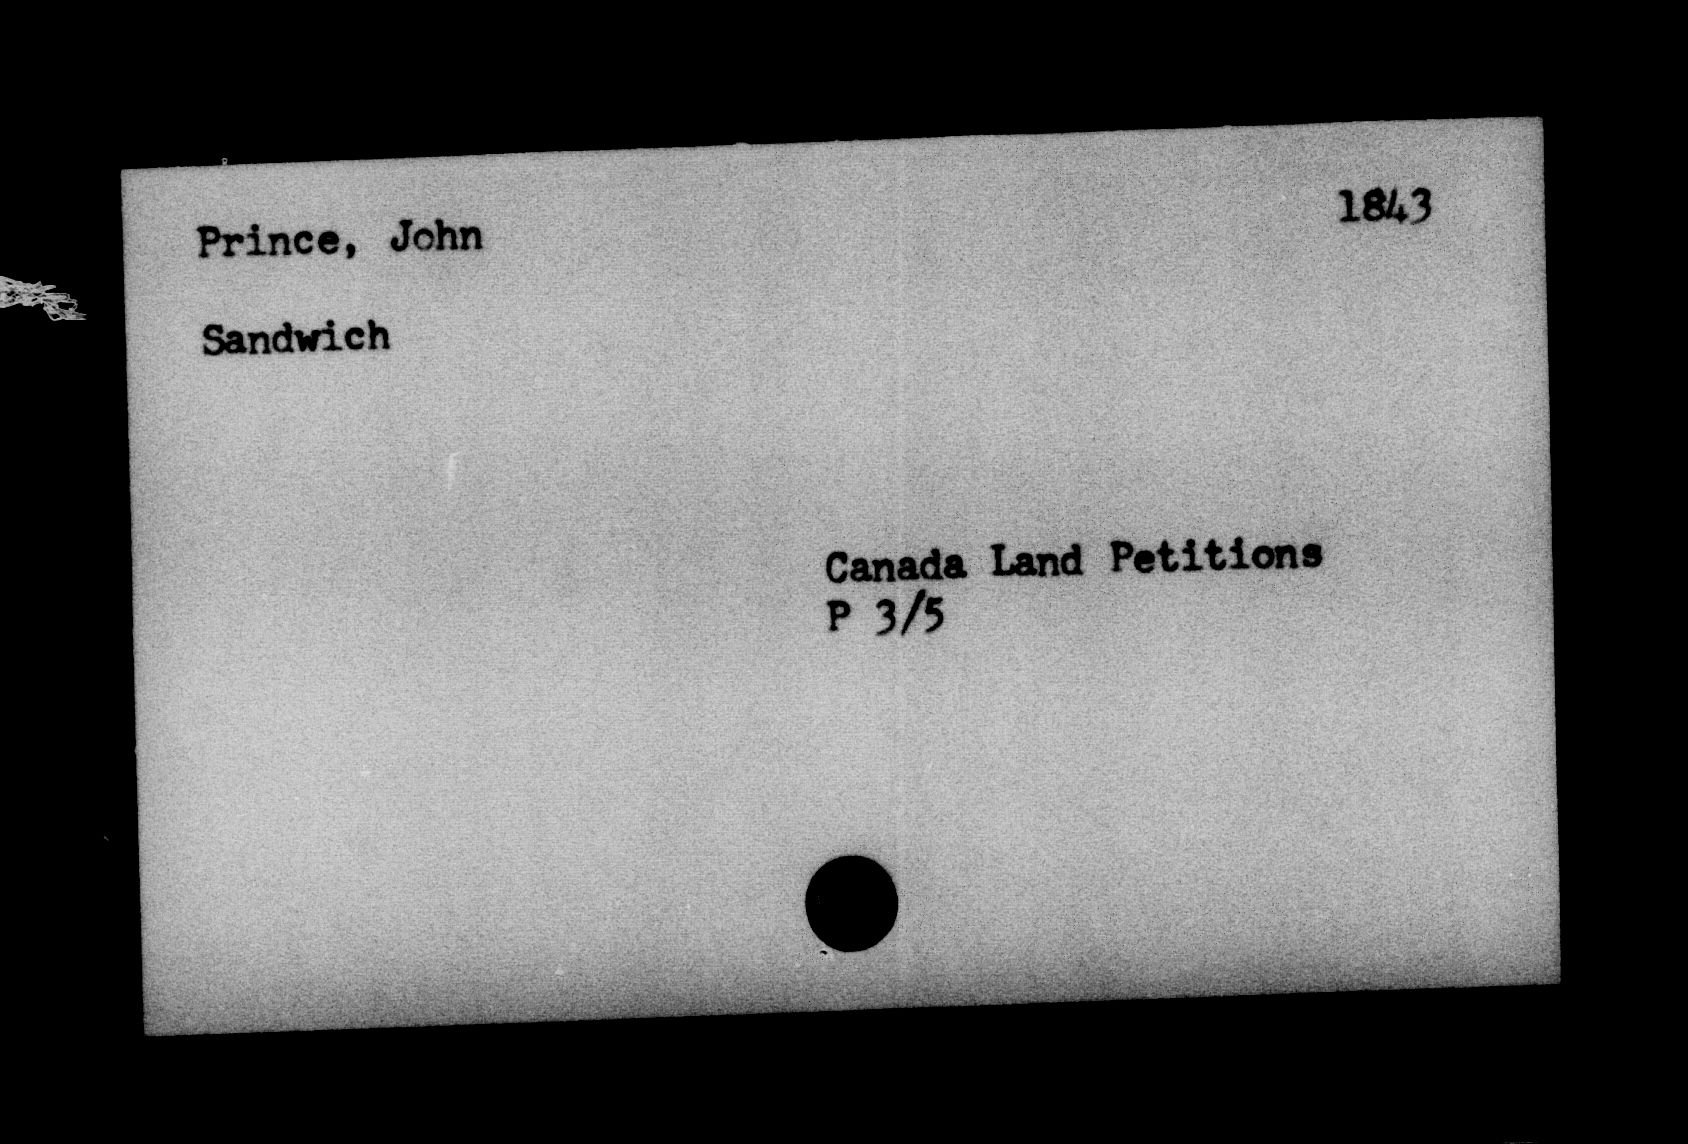 Prince, John 1843
Sandwich
Canada Land Petitions
P 3/5